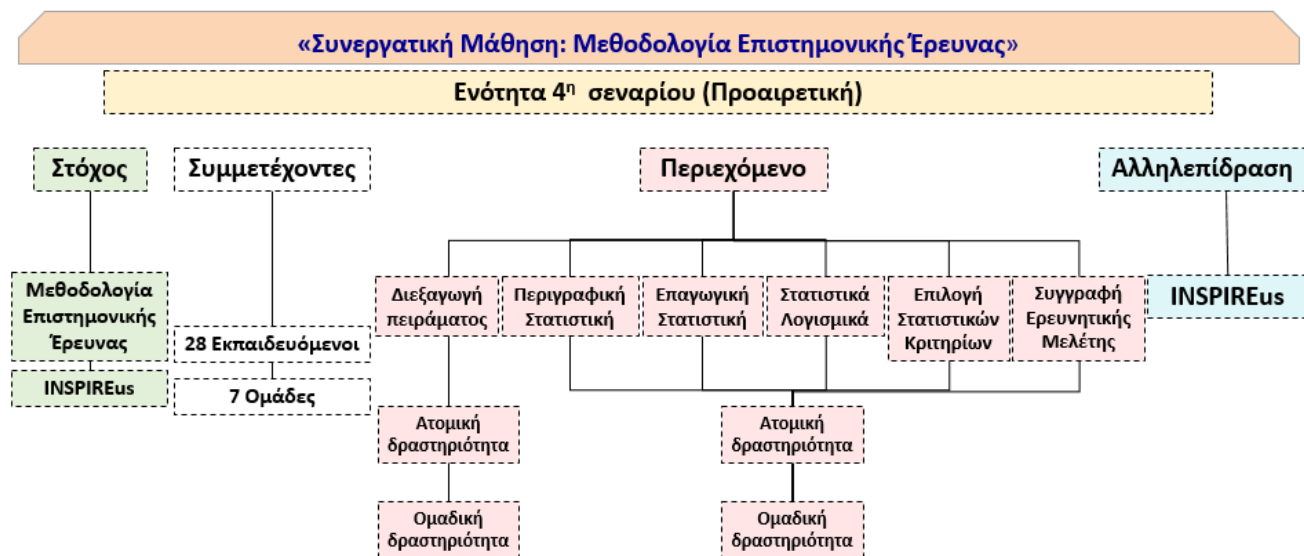 «Συνεργατική Μάθηση: Μεθοδολογία Επιστημονικής Έρευνας»
Ενότητα 4η σεναρίου (Προαιρετική)
Στόχος
Συμμετέχοντες
Περιεχόμενο
Αλληλεπίδραση
Μεθοδολογία
Επιστημονικής
Έρευνας
INSPIREus
28 Εκπαιδευόμενοι
7 Ομάδες
Διεξαγωγή
πειράματος
Περιγραφική
Στατιστική
Επαγωγική
Στατιστική
Στατιστικά
Λογισμικά
Επιλογή
Στατιστικών
Κριτηρίων
Συγγραφή
Ερευνητικής
Μελέτης
INSPIREus
Ατομική
δραστηριότητα
Ατομική
δραστηριότητα
Ομαδική
δραστηριότητα
Ομαδική
δραστηριότητα